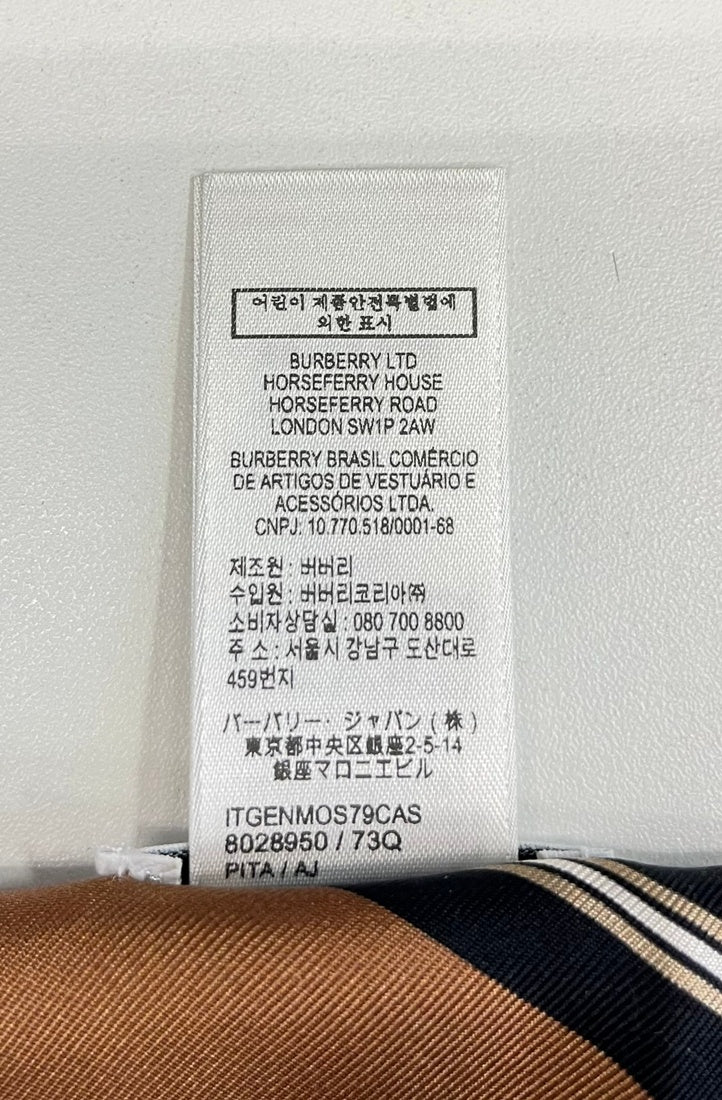 어린이 제품안전특별법에
의한 표시
BURBERRY LTD
HORSEFERRY HOUSE
HORSEFERRY ROAD
LONDON SW1P 2AW
BURBERRY BRASIL COMÉRCIO
DE ARTIGOS DE VESTUÁRIO E
ACESSÓRIOS LTDA.
CNPJ: 10.770.518/0001-68
제조원 : 버버리
수입원 : 버버리코리아㈜
소비자상담실 : 080 700 8800
주 소 : 서울시 강남구 도산대로
459번지
バーバリー・ジャパン ( 株 )
東京都中央区銀座2-5-14
銀座マロニエビル
ITGENMOS79CAS
8028950 / 73Q
PITA / AJ